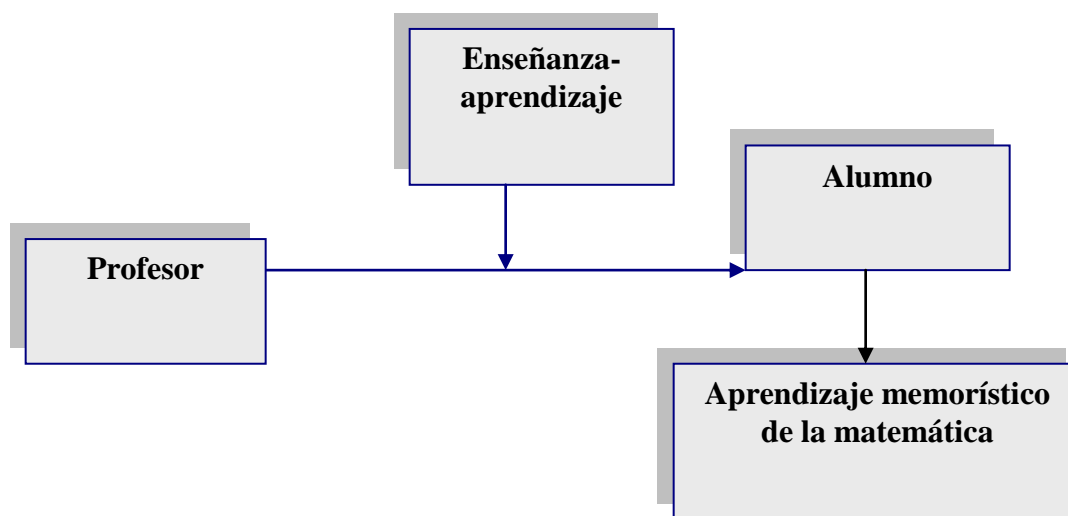 Enseñanza-
aprendizaje
Alumno
Profesor
Aprendizaje memorístico
de la matemática